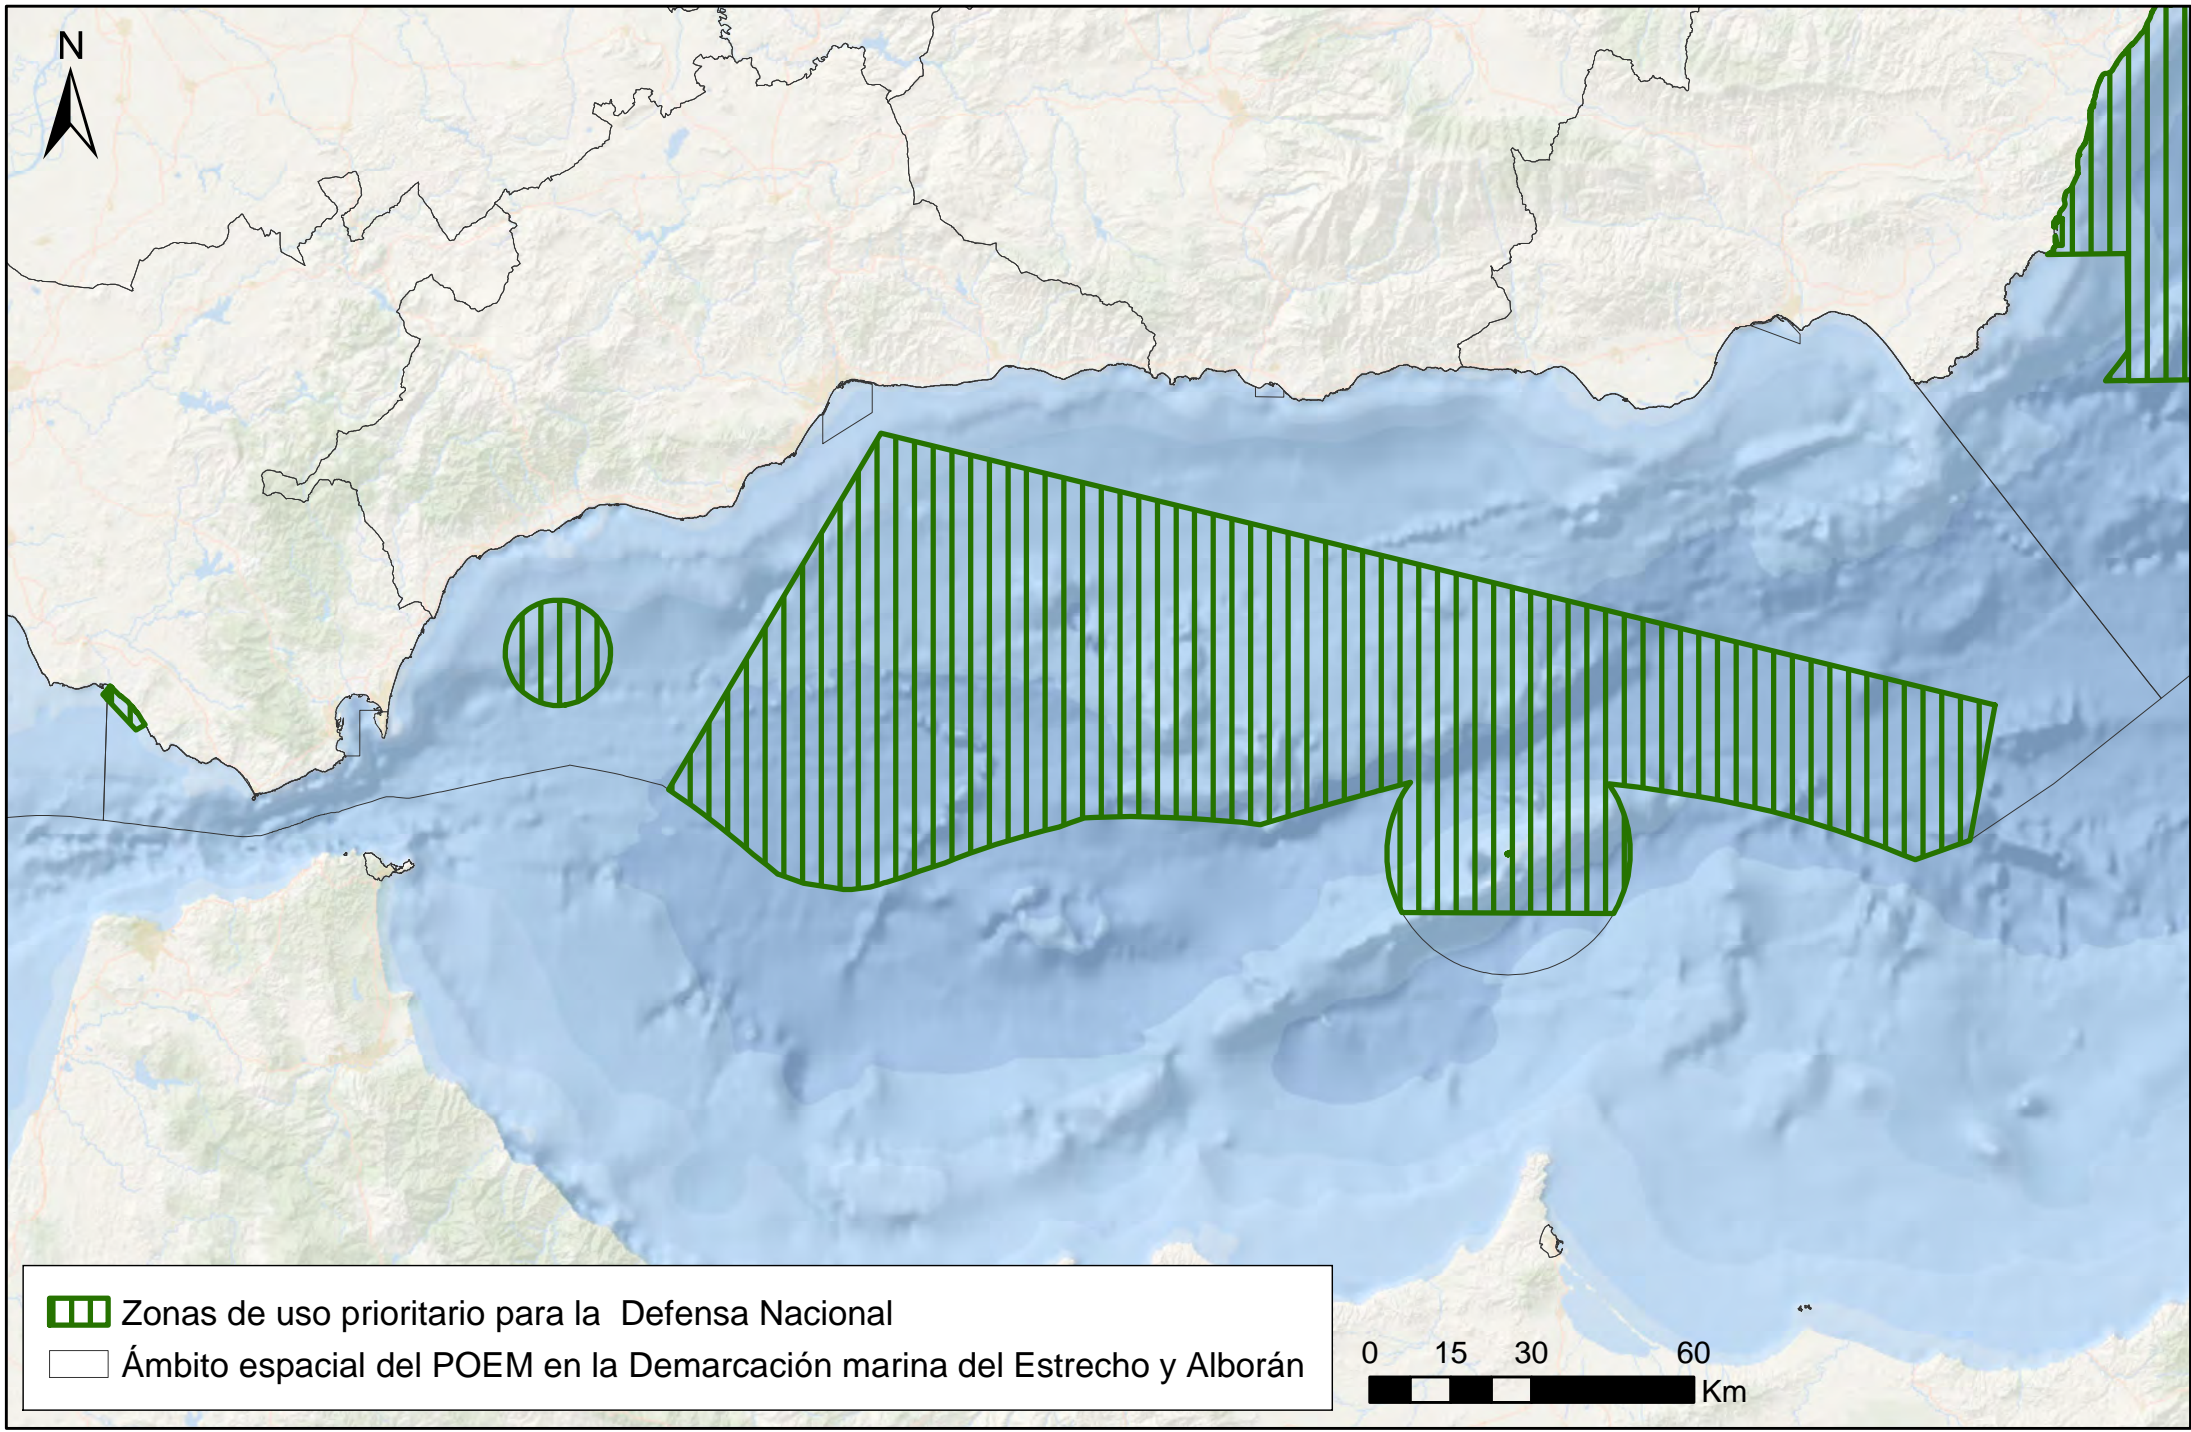 N
Zonas de uso prioritario para la  Defensa Nacional
Ámbito espacial del POEM en la Demarcación marina del Estrecho y Alborán
0 15 30 60
Km